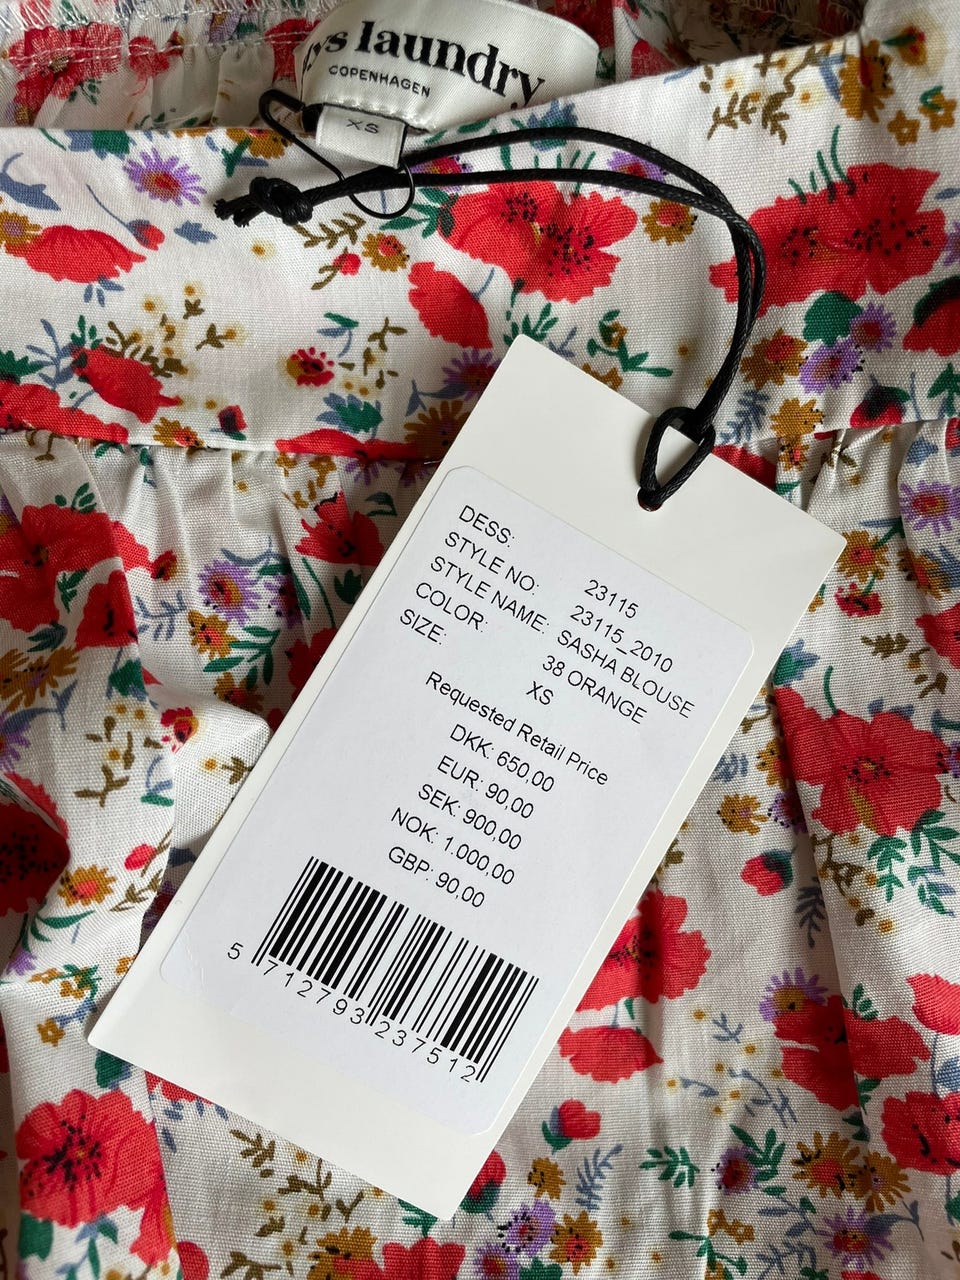 laundry
COPENHAGEN
XS
DESS: 23115
STYLE NO: 23115_2010
STYLE NAME: SASHA BLOUSE
COLOR: 38 ORANGE
SIZE: XS
Requested Retail Price
DKK: 650,00
EUR: 90,00
SEK: 900,00
NOK: 1.000,00
GBP: 90,00
5 712793 237512